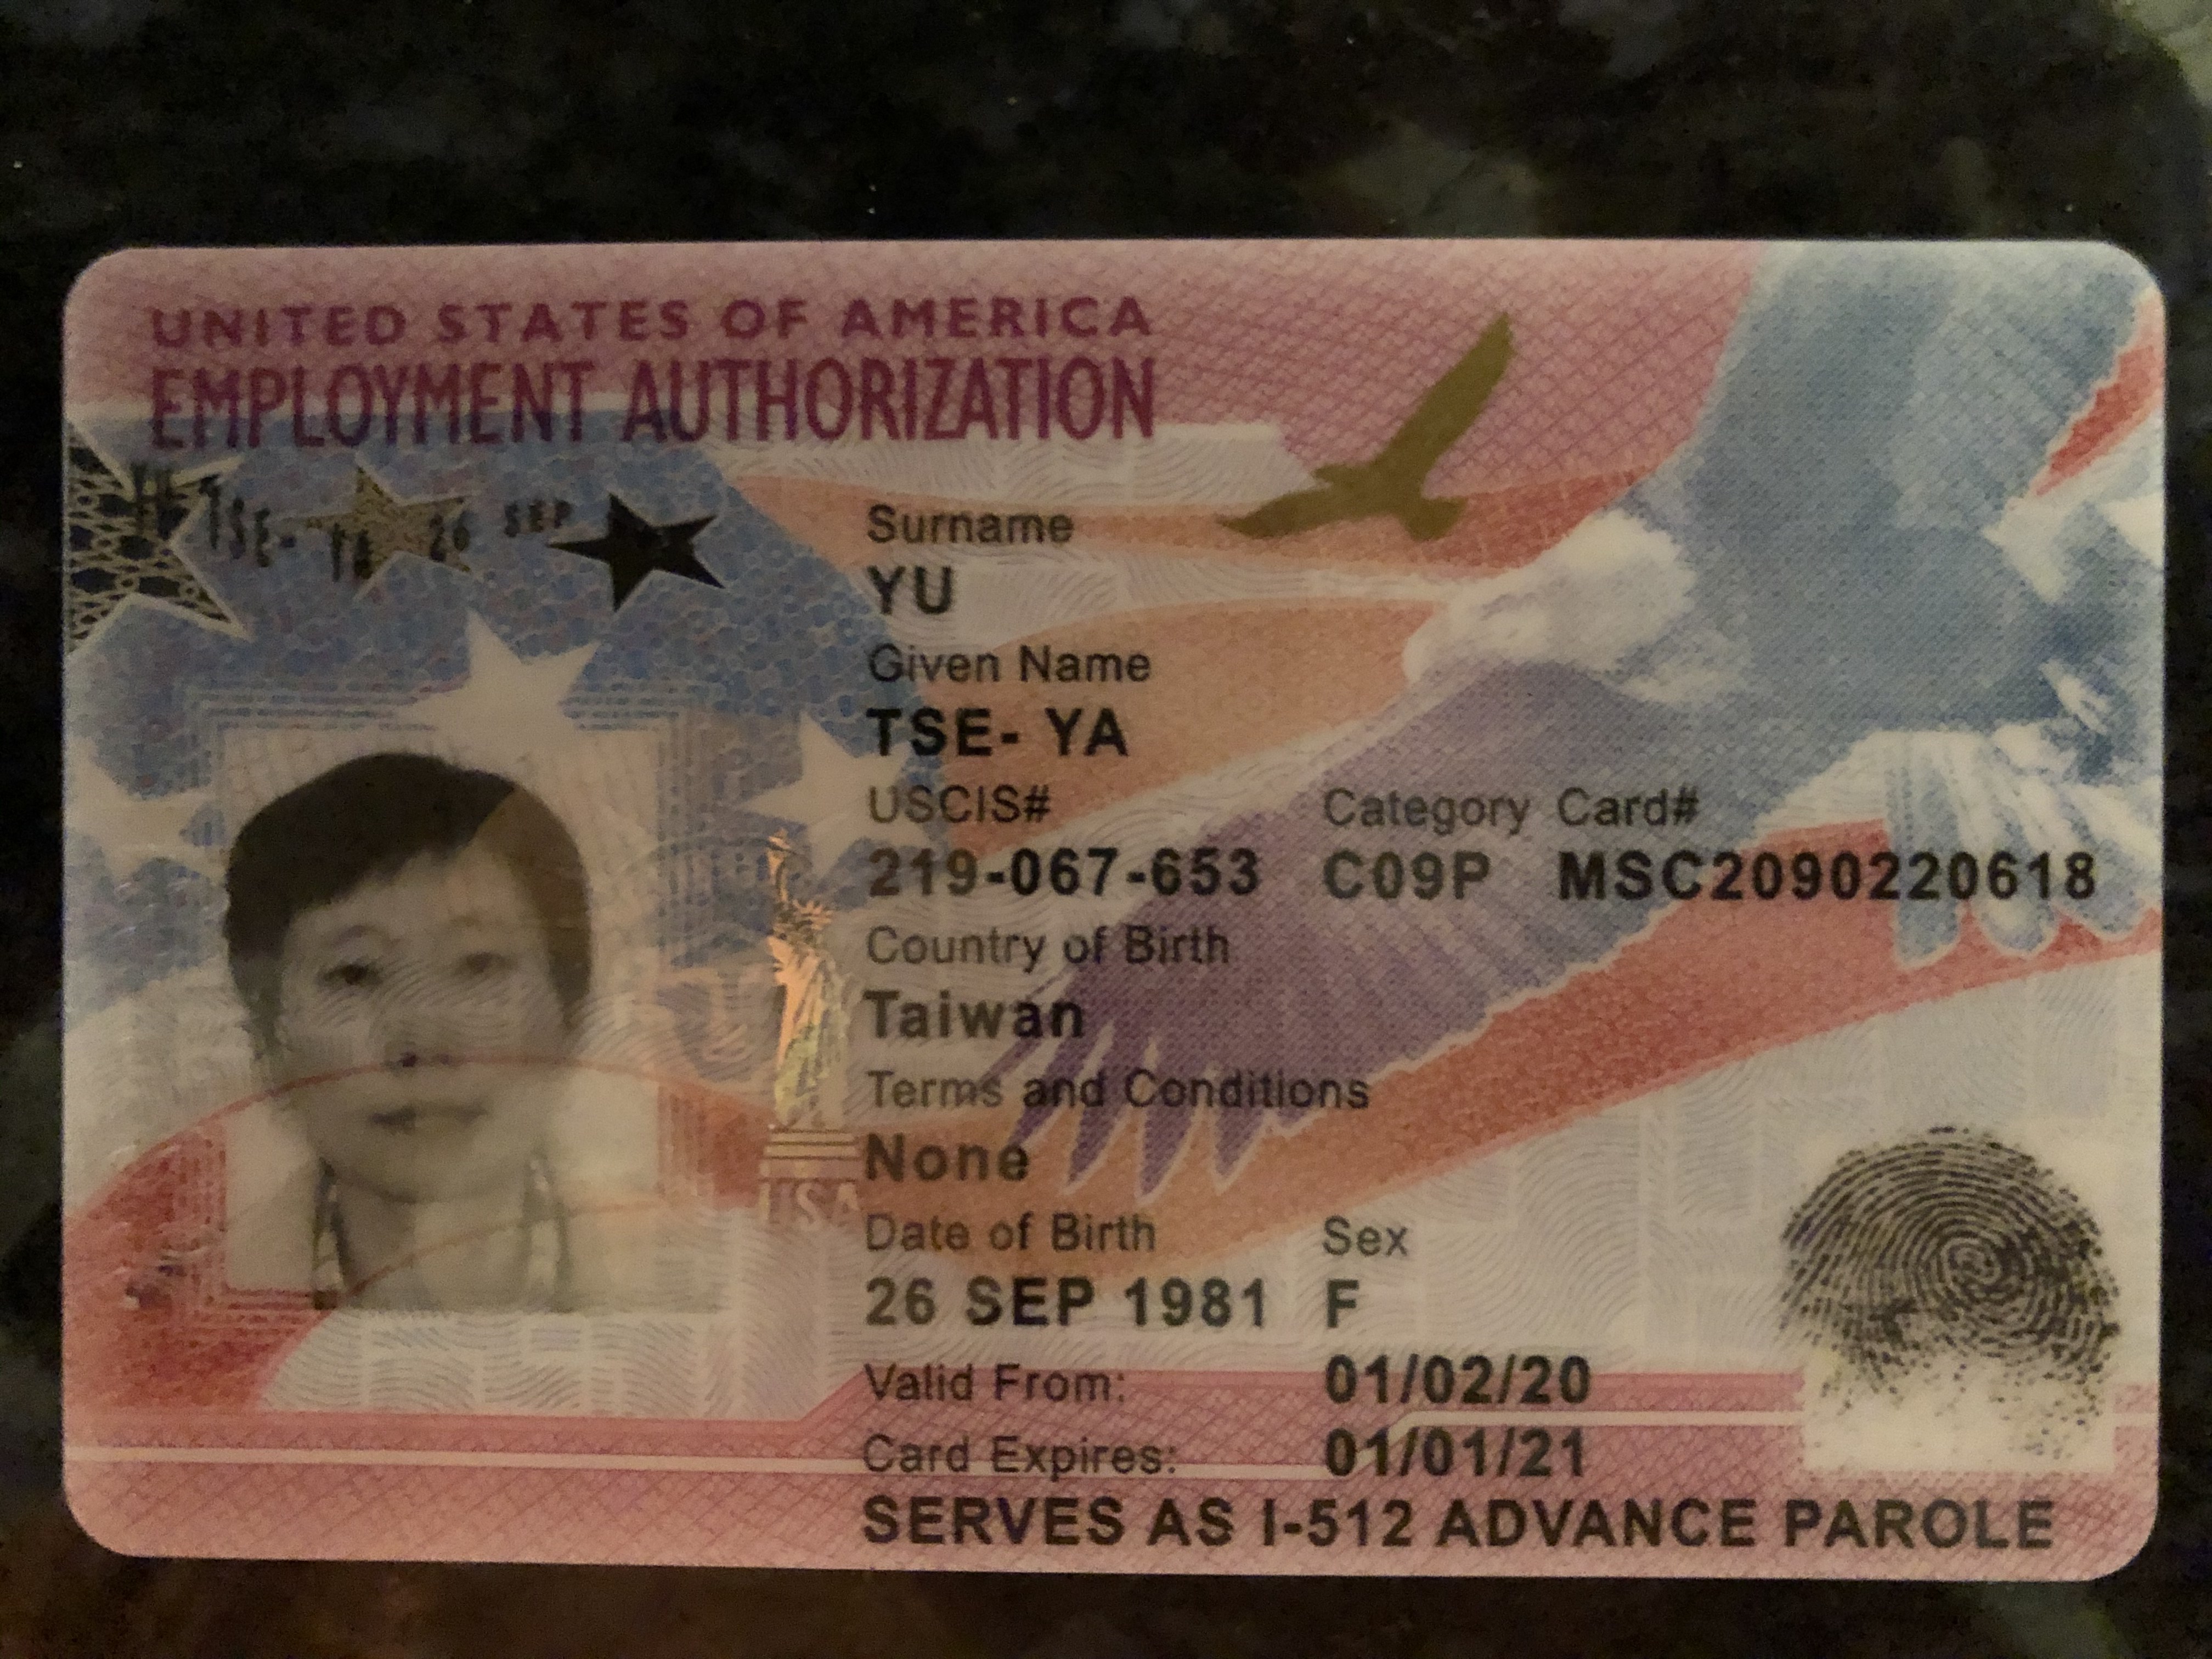 UNITED STATES OF AMERICA
EMPLOYMENT AUTHORIZATION
TSE- YA 26 SEP
Surname
YU
Given Name
TSE- YA
USCIS# Category Card#
219-067-653 C09P MSC2090220618
Country of Birth
Taiwan
Terms and Conditions
None
USA
Date of Birth Sex
26 SEP 1981 F
Valid From: 01/02/20
Card Expires: 01/01/21
SERVES AS I-512 ADVANCE PAROLE